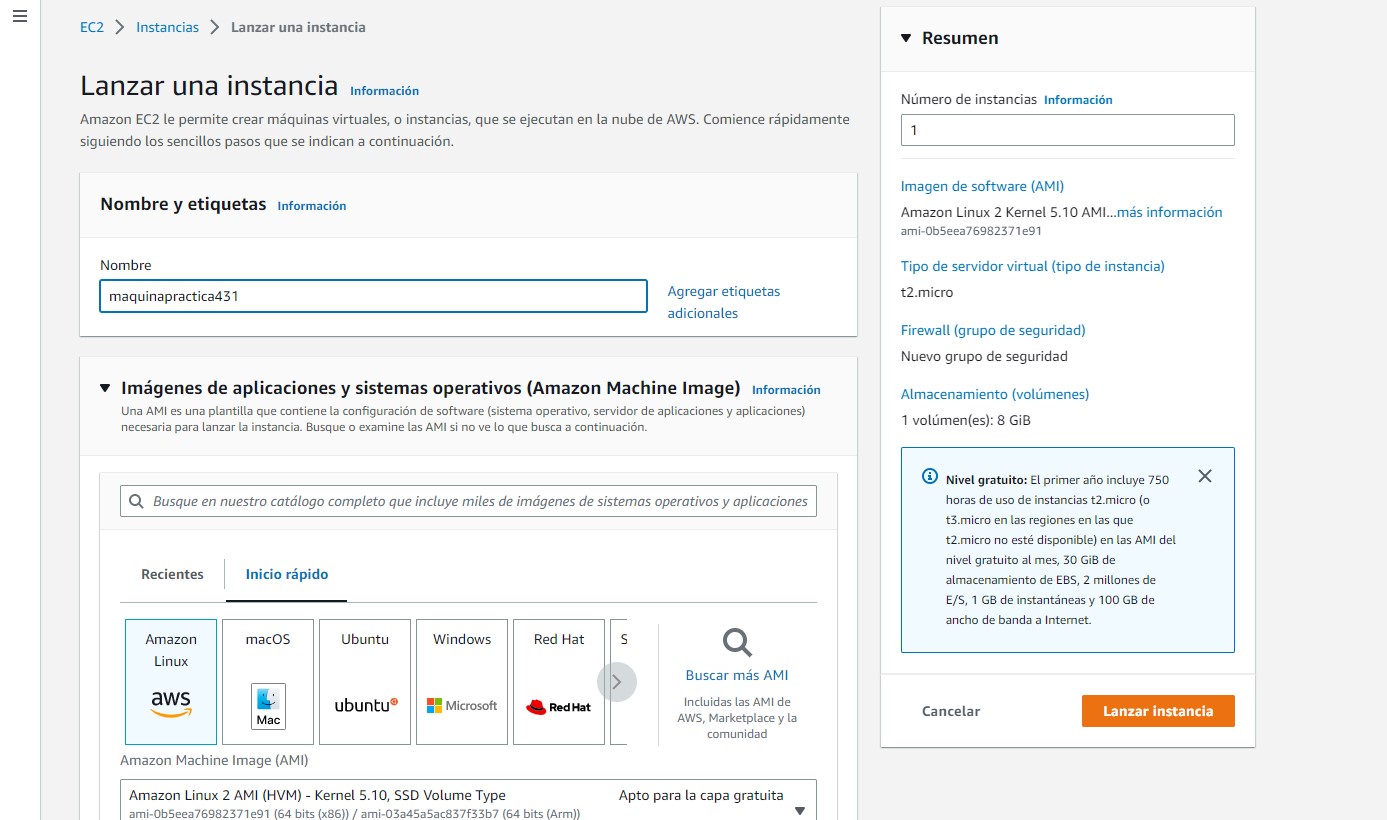 EC2 > Instancias > Lanzar una instancia
Lanzar una instancia Información
Amazon EC2 le permite crear máquinas virtuales, o instancias, que se ejecutan en la nube de AWS. Comience rápidamente
siguiendo los sencillos pasos que se indican a continuación.
Nombre y etiquetas Información
Nombre
maquinapractica431
Agregar etiquetas
adicionales
Imágenes de aplicaciones y sistemas operativos (Amazon Machine Image) Información
Una AMI es una plantilla que contiene la configuración de software (sistema operativo, servidor de aplicaciones y aplicaciones)
necesaria para lanzar la instancia. Busque o examine las AMI si no ve lo que busca a continuación.
Busque en nuestro catálogo completo que incluye miles de imágenes de sistemas operativos y aplicaciones
Recientes
Inicio rápido
Amazon
Linux
aws
macOS
Mac
Ubuntu
ubuntu
Windows
Microsoft
Red Hat
Red Hat
S
Buscar más AMI
Incluidas las AMI de
AWS, Marketplace y la
comunidad
Amazon Machine Image (AMI)
Amazon Linux 2 AMI (HVM) - Kernel 5.10, SSD Volume Type
Apto para la capa gratuita
ami-0b5eea76982371e91 (64 bits (x86)) / ami-03a45a5ac837f33b7 (64 bits (Arm))
Resumen
Número de instancias Información
1
Imagen de software (AMI)
Amazon Linux 2 Kernel 5.10 AMI...más información
ami-0b5eea76982371e91
Tipo de servidor virtual (tipo de instancia)
t2.micro
Firewall (grupo de seguridad)
Nuevo grupo de seguridad
Almacenamiento (volúmenes)
1 volúmen(es): 8 GiB
Nivel gratuito: El primer año incluye 750
horas de uso de instancias t2.micro (o
t3.micro en las regiones en las que
t2.micro no esté disponible) en las AMI del
nivel gratuito al mes, 30 GiB de
almacenamiento de EBS, 2 millones de
E/S, 1 GB de instantáneas y 100 GB de
ancho de banda a Internet.
Cancelar
Lanzar instancia